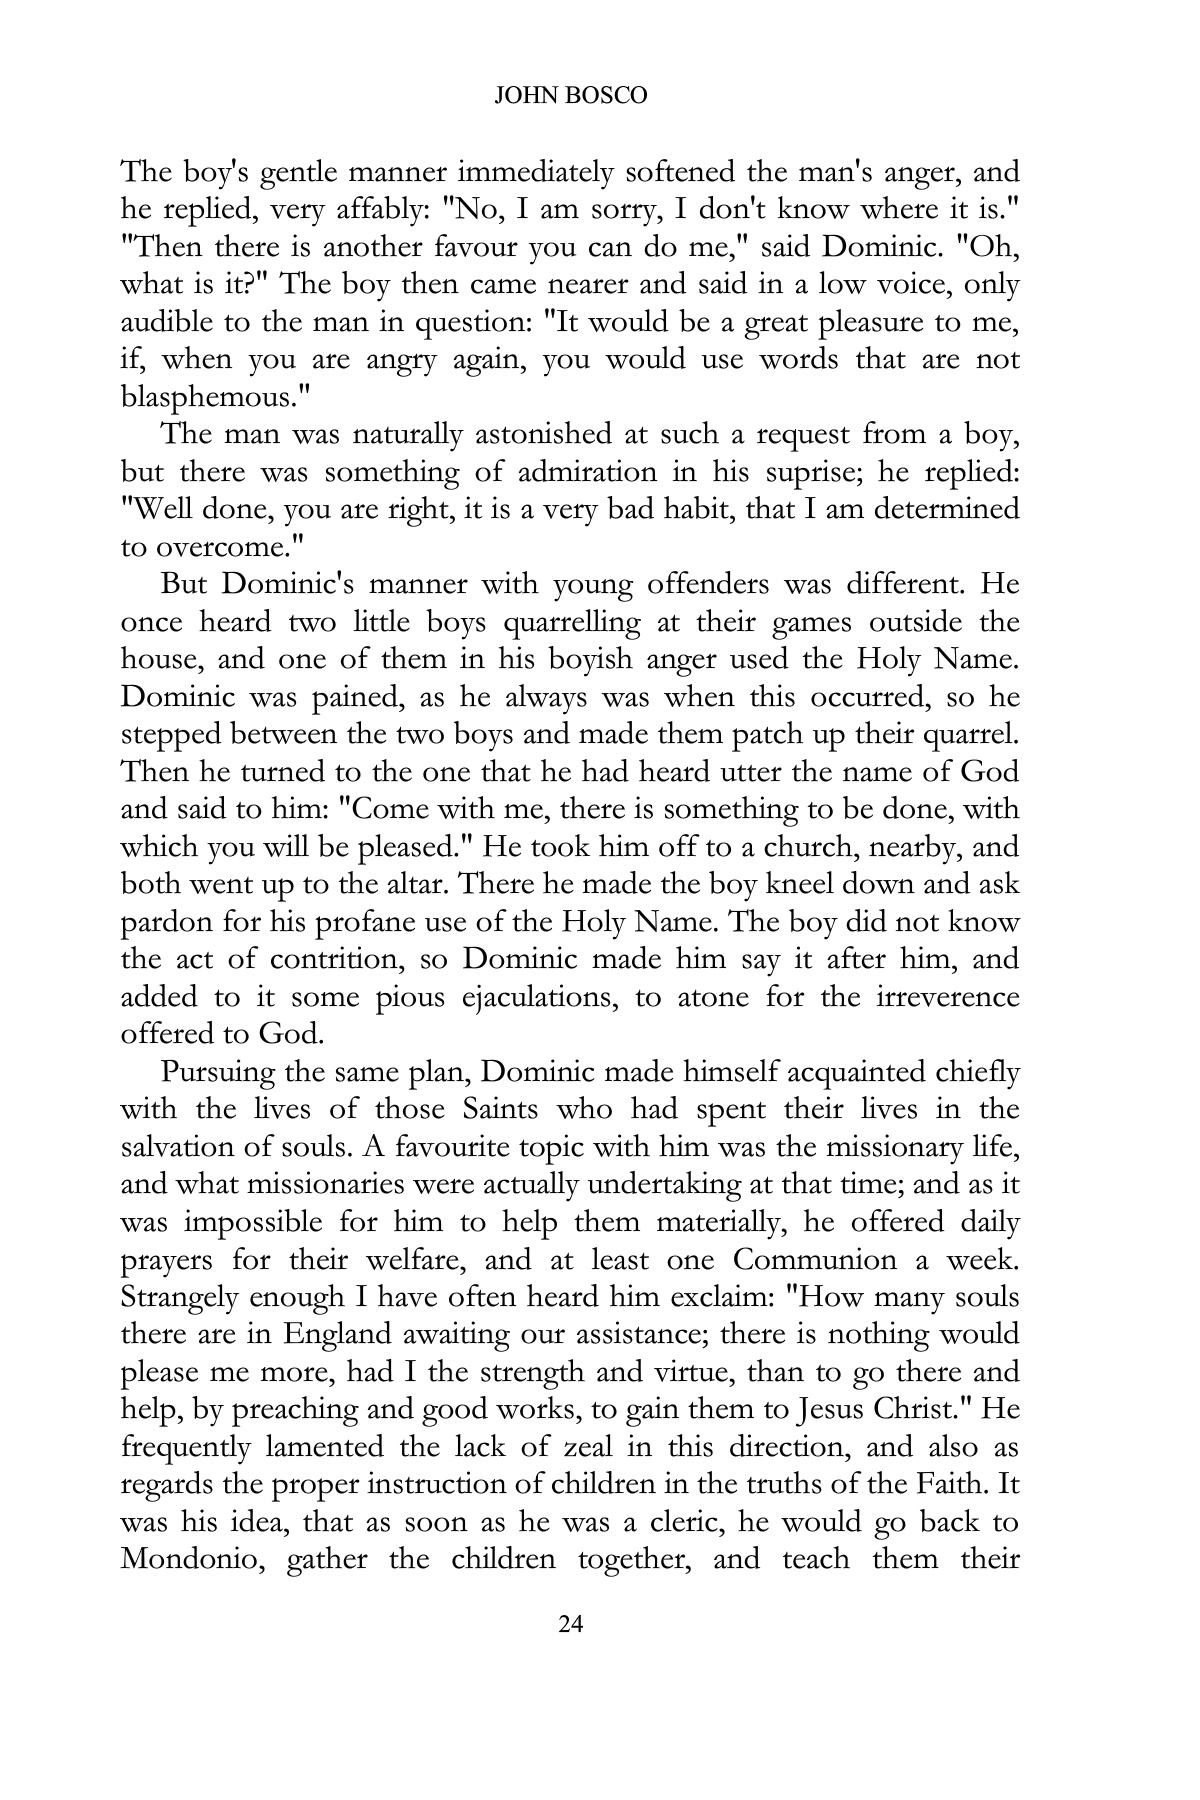 JOHN BOSCO
The boy's gentle manner immediately softened the man's anger, and
he replied, very affably: "No, I am sorry, I don't know where it is."
"Then there is another favour you can do me," said Dominic. "Oh,
what is it?" The boy then came nearer and said in a low voice, only
audible to the man in question: "It would be a great pleasure to me,
if, when you are angry again, you would use words that are not
blasphemous."
The man was naturally astonished at such a request from a boy,
but there was something of admiration in his suprise; he replied:
"Well done, you are right, it is a very bad habit, that I am determined
to overcome."
But Dominic's manner with young offenders was different. He
once heard two little boys quarrelling at their games outside the
house, and one of them in his boyish anger used the Holy Name.
Dominic was pained, as he always was when this occurred, so he
stepped between the two boys and made them patch up their quarrel.
Then he turned to the one that he had heard utter the name of God
and said to him: "Come with me, there is something to be done, with
which you will be pleased." He took him off to a church, nearby, and
both went up to the altar. There he made the boy kneel down and ask
pardon for his profane use of the Holy Name. The boy did not know
the act of contrition, so Dominic made him say it after him, and
added to it some pious ejaculations, to atone for the irreverence
offered to God.
Pursuing the same plan, Dominic made himself acquainted chiefly
with the lives of those Saints who had spent their lives in the
salvation of souls. A favourite topic with him was the missionary life,
and what missionaries were actually undertaking at that time; and as it
was impossible for him to help them materially, he offered daily
prayers for their welfare, and at least one Communion a week.
Strangely enough I have often heard him exclaim: "How many souls
there are in England awaiting our assistance; there is nothing would
please me more, had I the strength and virtue, than to go there and
help, by preaching and good works, to gain them to Jesus Christ." He
frequently lamented the lack of zeal in this direction, and also as
regards the proper instruction of children in the truths of the Faith. It
was his idea, that as soon as he was a cleric, he would go back to
Mondonio, gather the children together, and teach them their
24